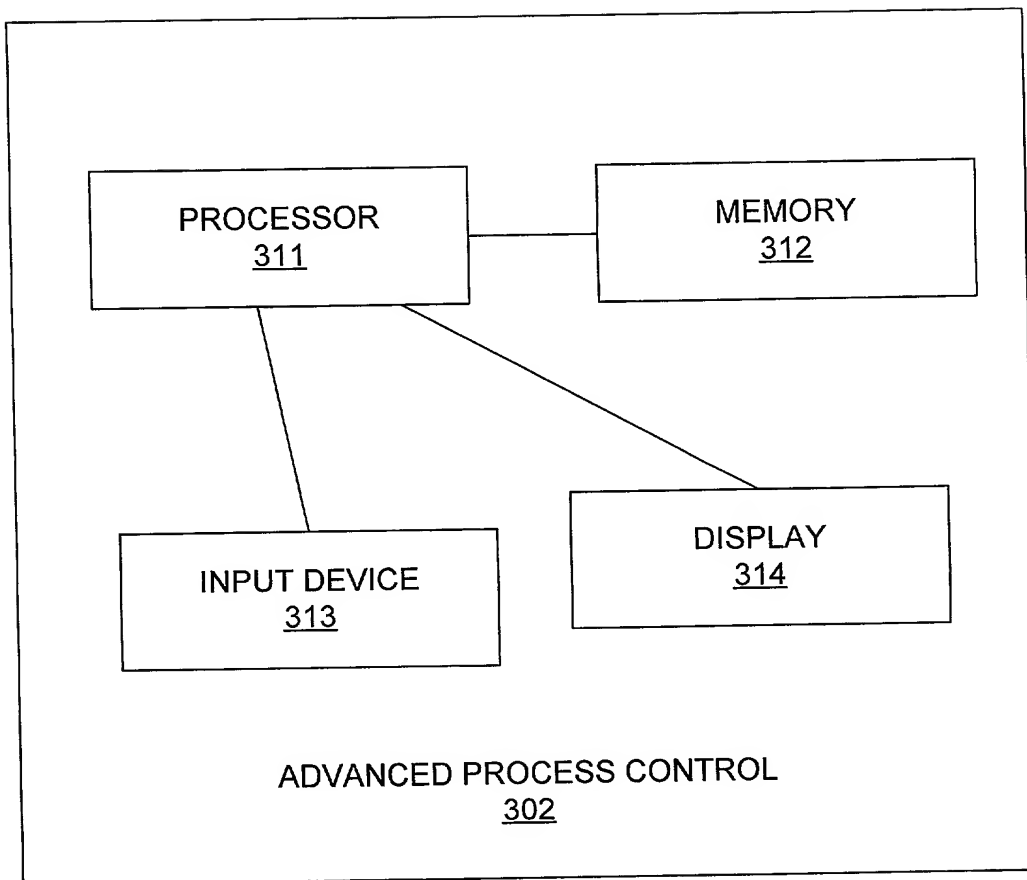 PROCESSOR
311
MEMORY
312
INPUT DEVICE
313
DISPLAY
314
ADVANCED PROCESS CONTROL
302